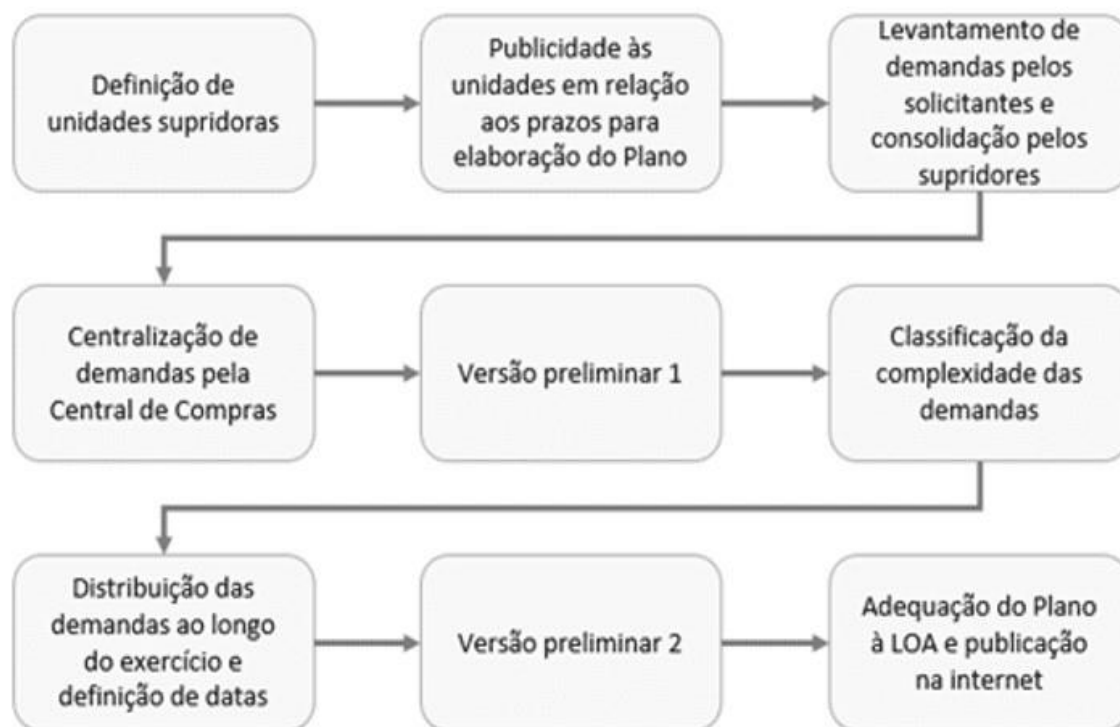 Definição de
unidades supridoras
Publicidade às
unidades em relação
aos prazos para
elaboração do Plano
Levantamento de
demandas pelos
solicitantes e
consolidação pelos
supridores
Centralização de
demandas pela
Central de Compras
Versão preliminar 1
Classificação da
complexidade das
demandas
Distribuição das
demandas ao longo
do exercício e
definição de datas
Versão preliminar 2
Adequação do Plano
à LOA e publicação
na internet